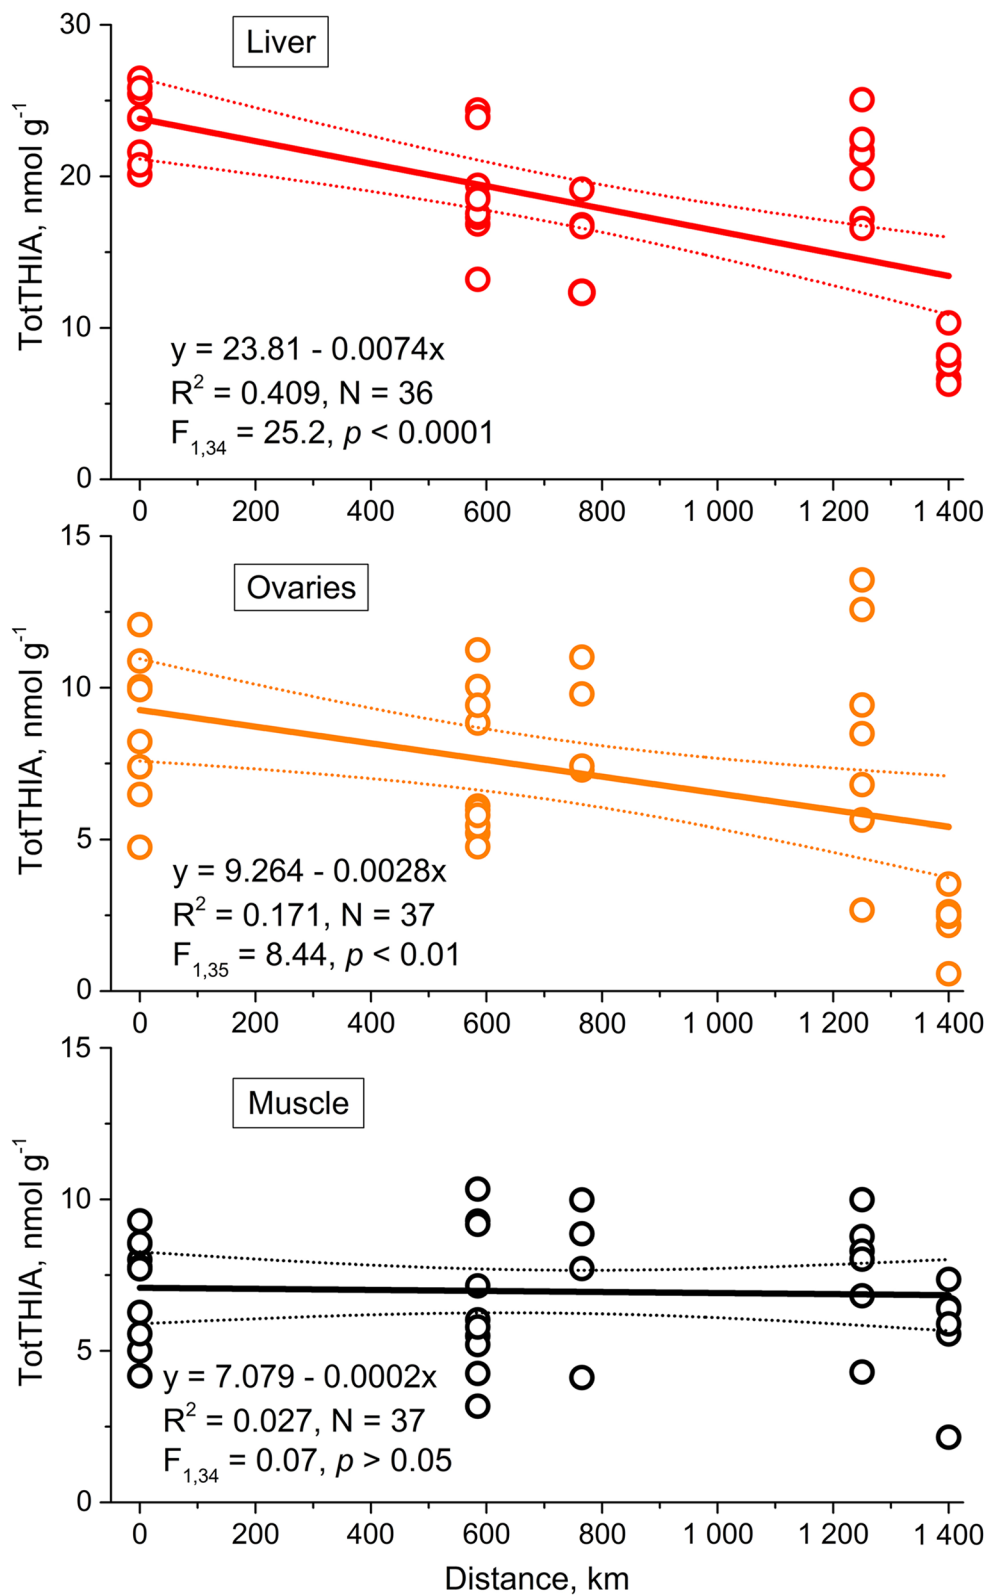 Liver
TotTHIA, nmol g⁻¹
30
20
10
0
y = 23.81 - 0.0074x
R² = 0.409, N = 36
F₁,₃₄ = 25.2, p < 0.0001
0 200 400 600 800 1 000 1 200 1 400
Ovaries
TotTHIA, nmol g⁻¹
15
10
5
0
y = 9.264 - 0.0028x
R² = 0.171, N = 37
F₁,₃₅ = 8.44, p < 0.01
0 200 400 600 800 1 000 1 200 1 400
Muscle
TotTHIA, nmol g⁻¹
15
10
5
0
y = 7.079 - 0.0002x
R² = 0.027, N = 37
F₁,₃₄ = 0.07, p > 0.05
0 200 400 600 800 1 000 1 200 1 400
Distance, km